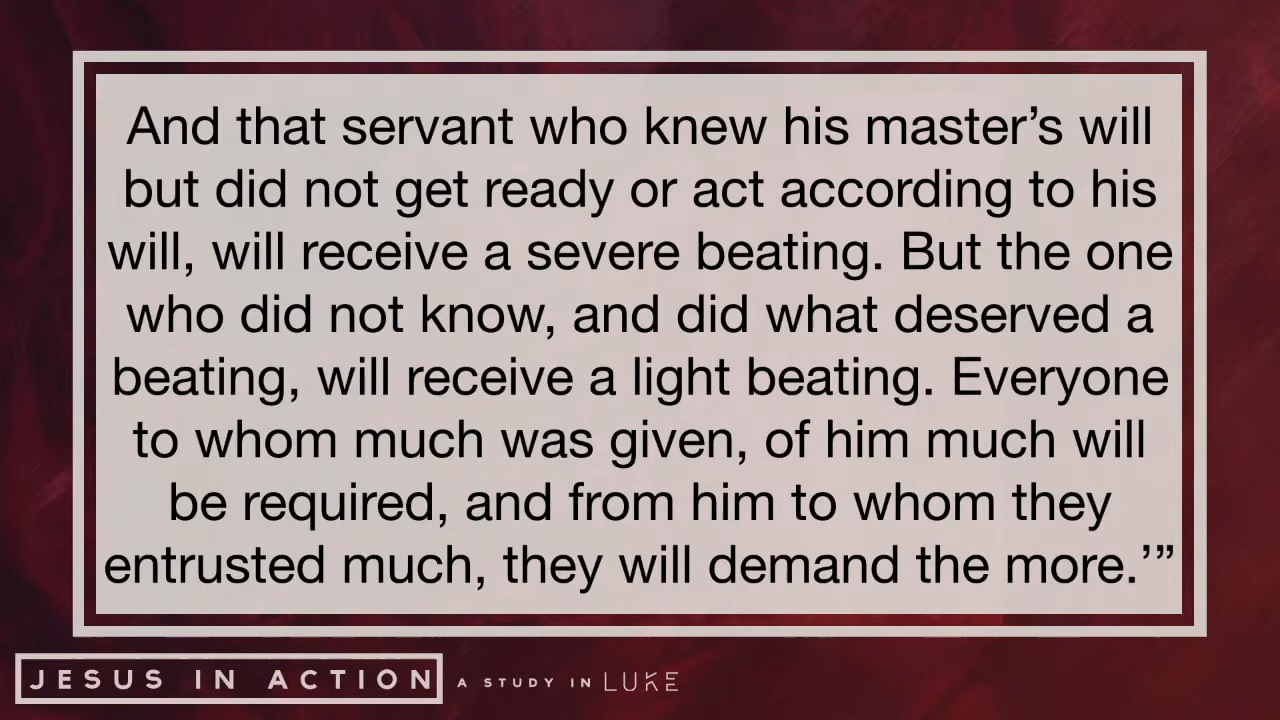 And that servant who knew his master’s will
but did not get ready or act according to his
will, will receive a severe beating. But the one
who did not know, and did what deserved a
beating, will receive a light beating. Everyone
to whom much was given, of him much will
be required, and from him to whom they
entrusted much, they will demand the more.’”
JESUS IN ACTION A STUDY IN LUKE